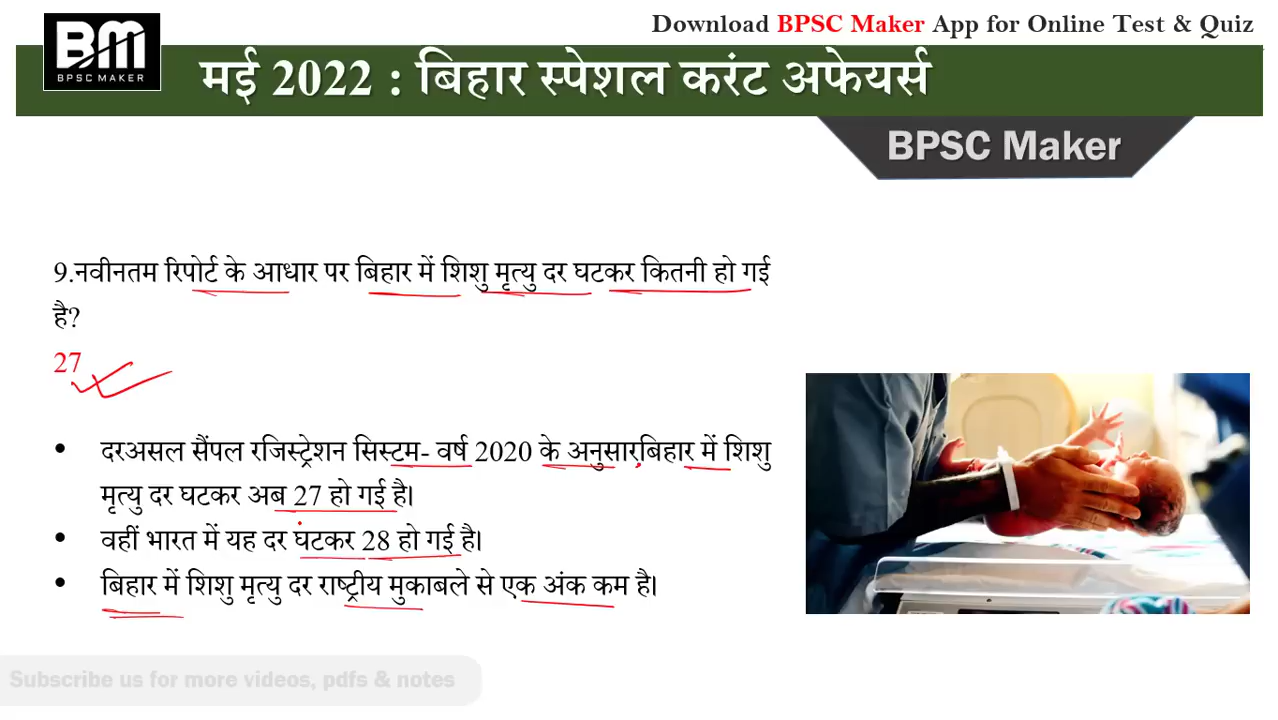 Download BPSC Maker App for Online Test & Quiz
BM
BPSC MAKER
मई 2022 : बिहार स्पेशल करंट अफेयर्स
BPSC Maker
9.नवीनतम रिपोर्ट के आधार पर बिहार में शिशु मृत्यु दर घटकर कितनी हो गई
है?
27
• दरअसल सैंपल रजिस्ट्रेशन सिस्टम- वर्ष 2020 के अनुसार,बिहार में शिशु
मृत्यु दर घटकर अब 27 हो गई है।
• वहीं भारत में यह दर घटकर 28 हो गई है।
• बिहार में शिशु मृत्यु दर राष्ट्रीय मुकाबले से एक अंक कम है।
Subscribe us for more videos, pdfs & notes